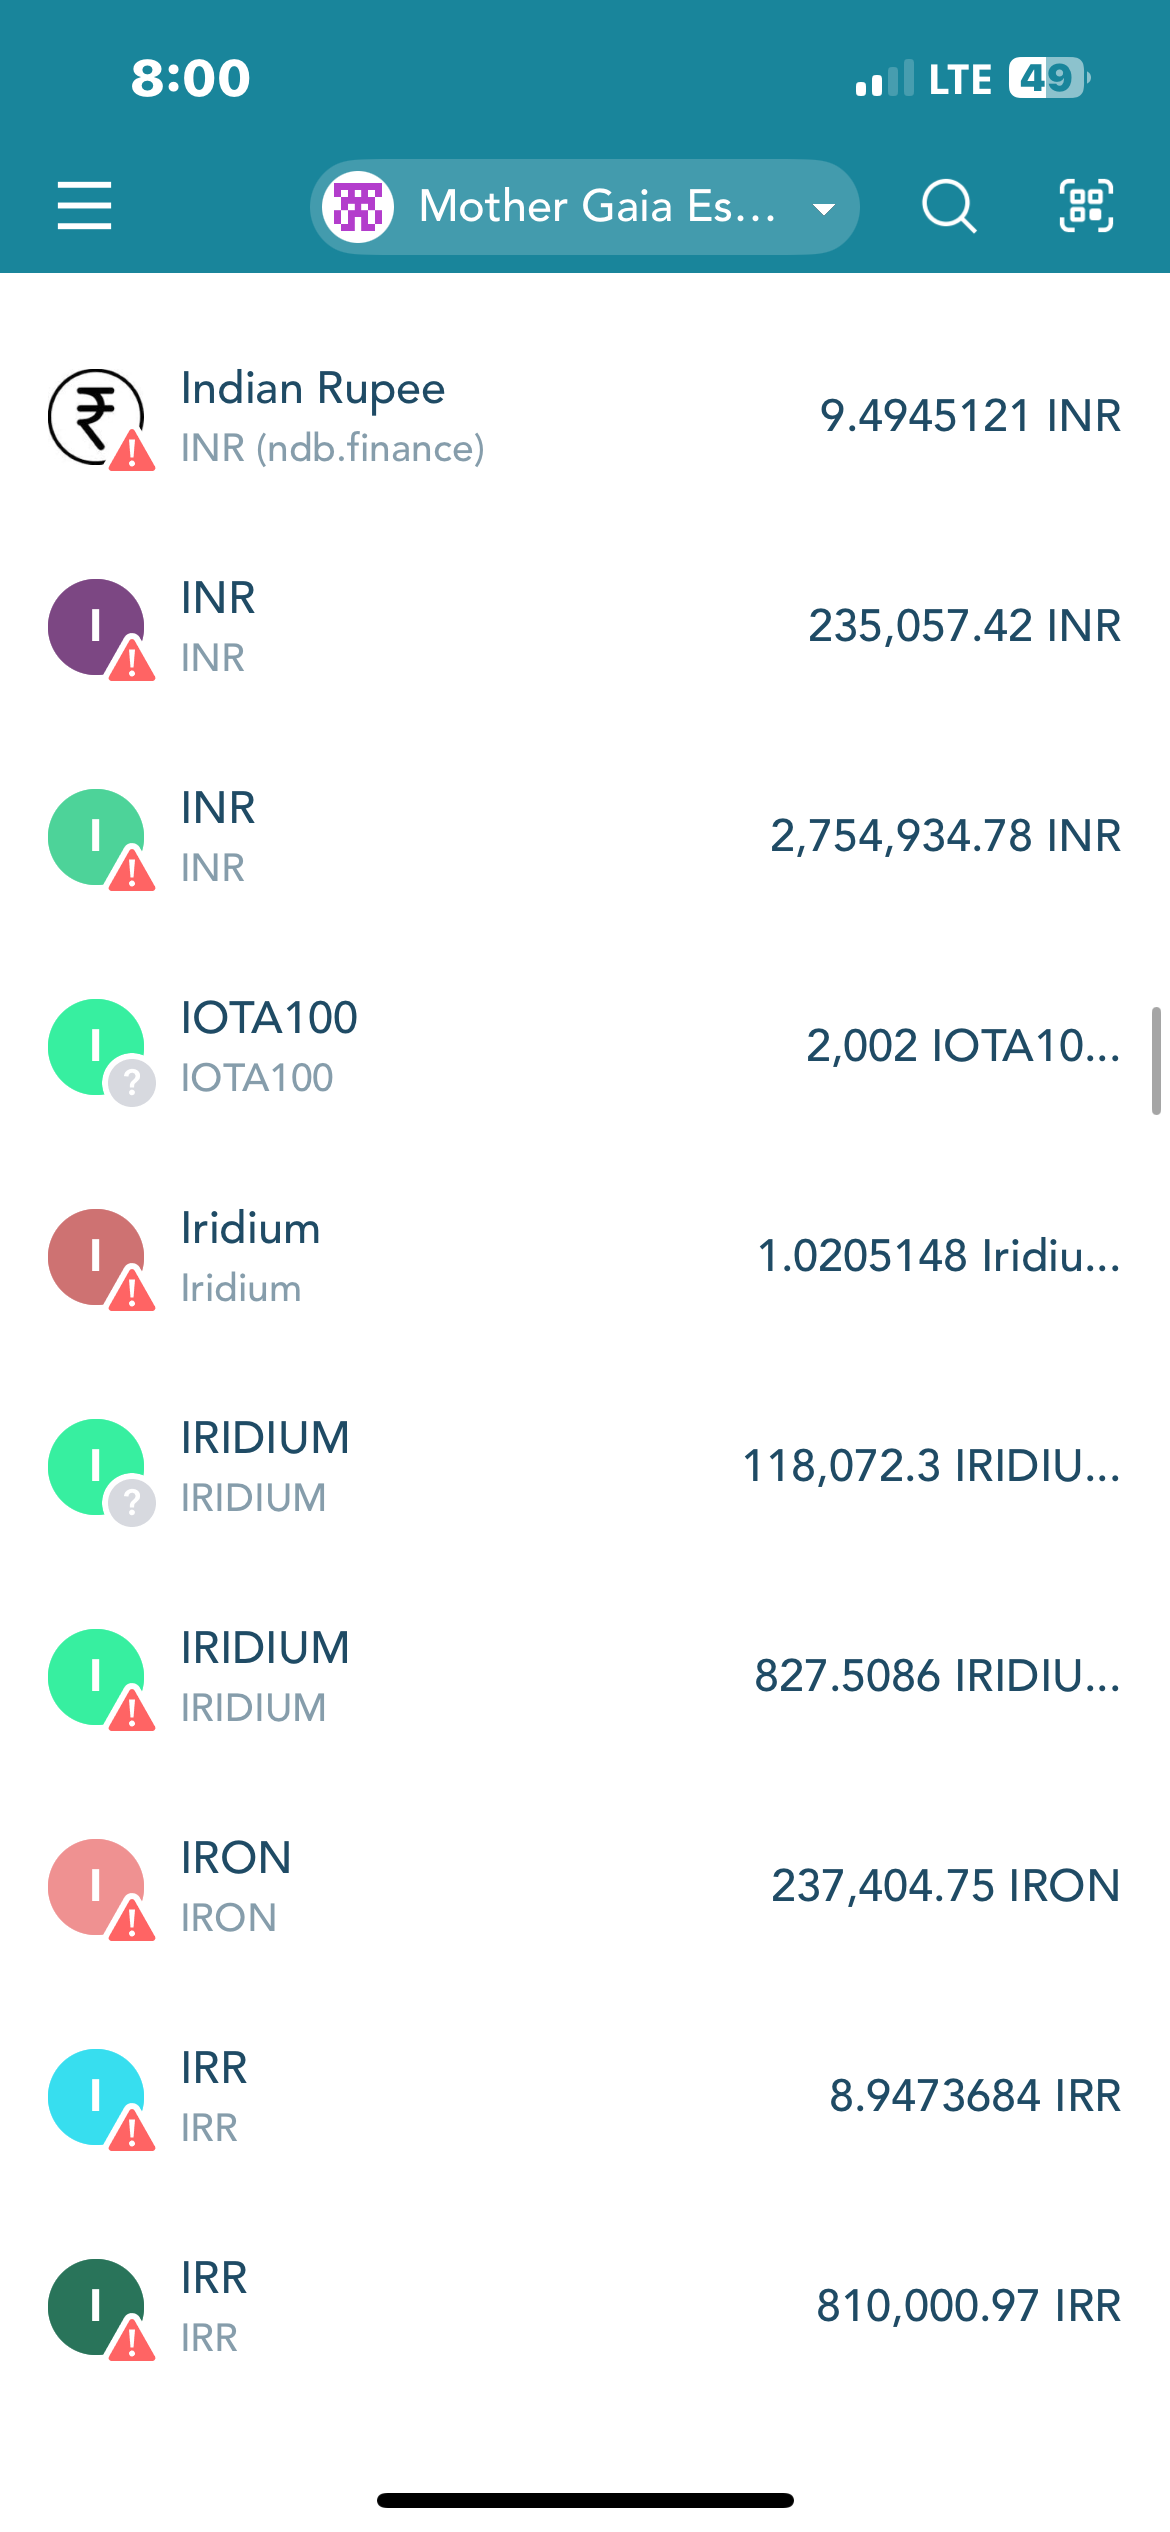 8:00
LTE 49
Mother Gaia Es...
Indian Rupee
INR (ndb.finance)
9.4945121 INR
I
INR
INR
235,057.42 INR
I
INR
INR
2,754,934.78 INR
I
?
IOTA100
IOTA100
2,002 IOTA10...
I
Iridium
Iridium
1.0205148 Iridiu...
I
?
IRIDIUM
IRIDIUM
118,072.3 IRIDIU...
I
IRIDIUM
IRIDIUM
827.5086 IRIDIU...
I
IRON
IRON
237,404.75 IRON
I
IRR
IRR
8.9473684 IRR
I
IRR
IRR
810,000.97 IRR